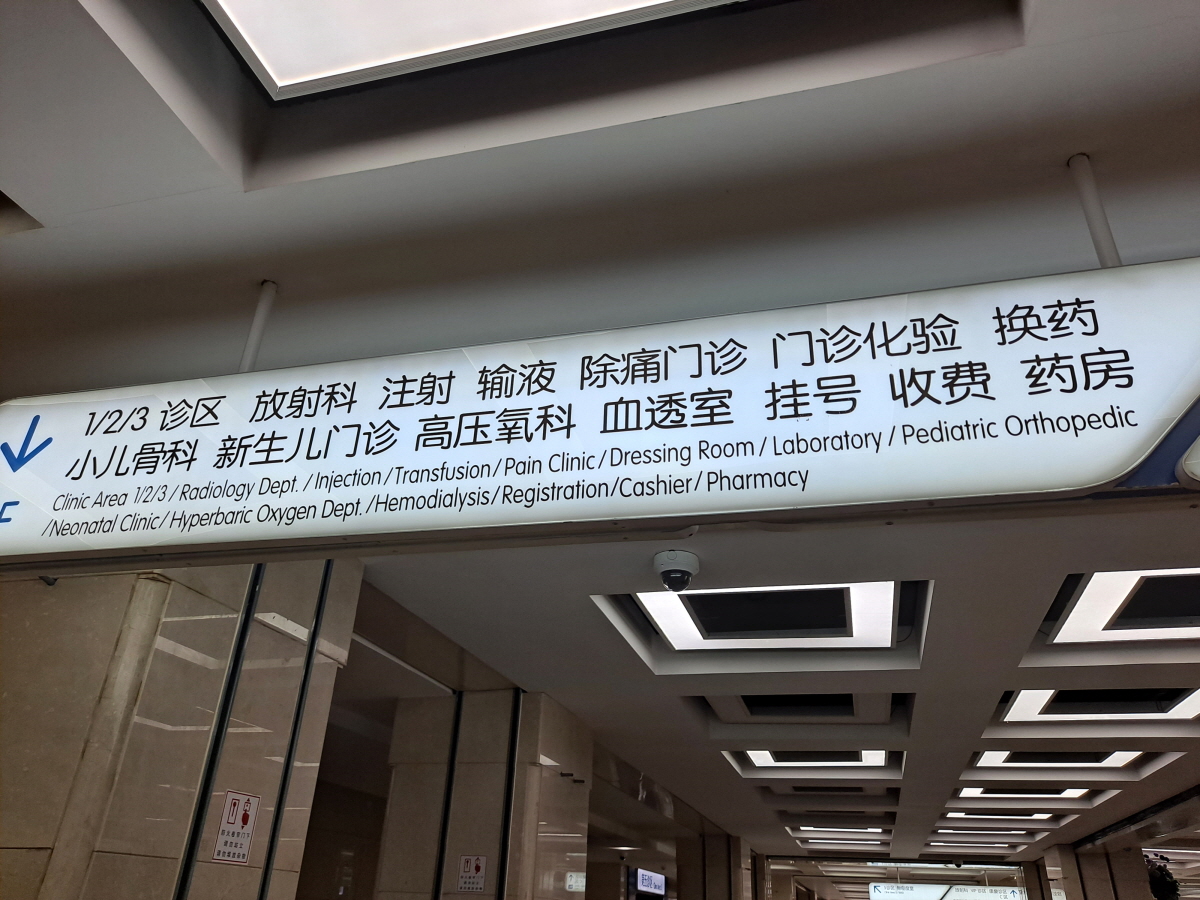 1/2/3 诊区 放射科 注射 输液 除痛门诊 门诊化验 换药
小儿骨科 新生儿门诊 高压氧科 血透室 挂号 收费 药房
Clinic Area 1/2/3 / Radiology Dept. / Injection / Transfusion / Pain Clinic / Dressing Room / Laboratory / Pediatric Orthopedic
/Neonatal Clinic / Hyperbaric Oxygen Dept. /Hemodialysis / Registration/Cashier / Pharmacy
F